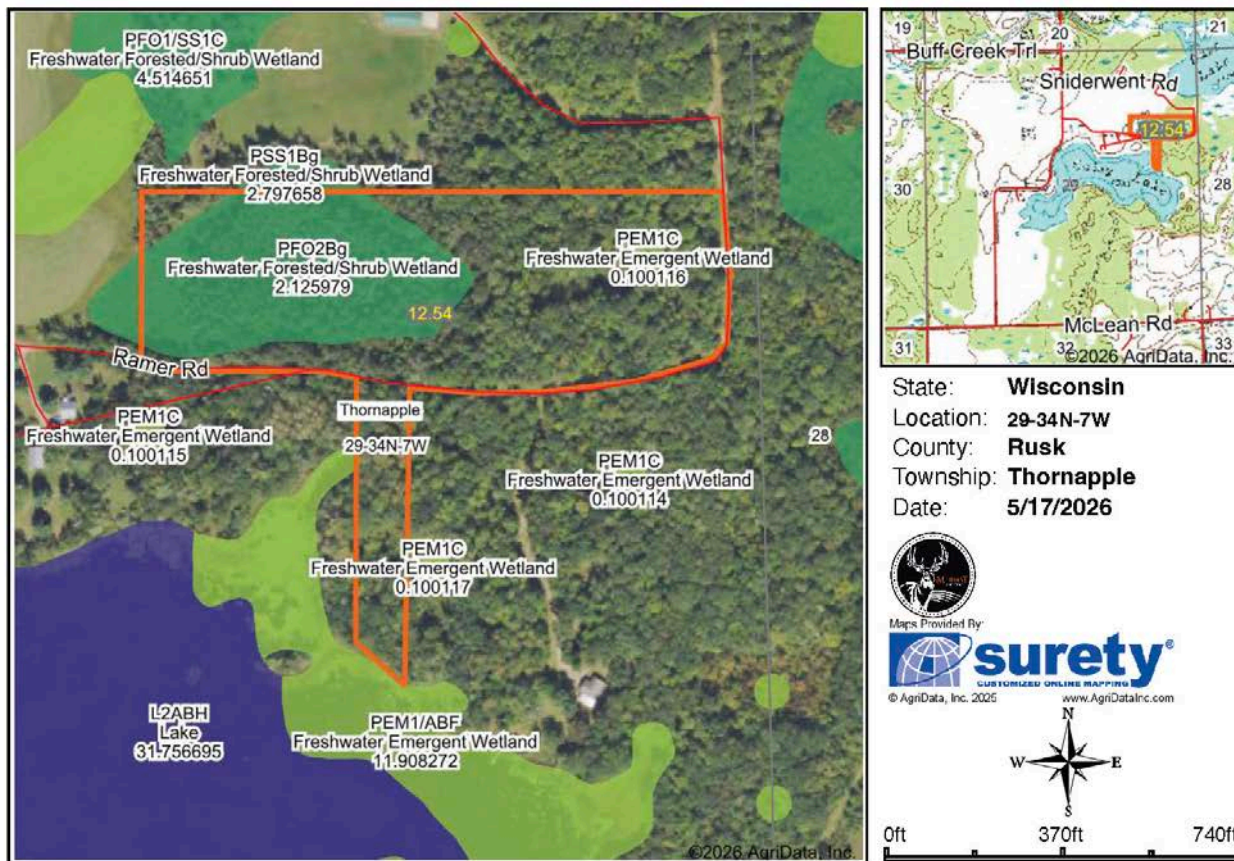 PFO1/SS1C
Freshwater Forested/Shrub Wetland
4.514651
PSS1Bg
Freshwater Forested/Shrub Wetland
2.797658
PFO2Bg
Freshwater Forested/Shrub Wetland
2.125979
12.54
PEM1C
Freshwater Emergent Wetland
0.100116
Ramer Rd
PEM1C
Freshwater Emergent Wetland
0.100115
Thornapple
29-34N-7W
28
PEM1C
Freshwater Emergent Wetland
0.100114
PEM1C
Freshwater Emergent Wetland
0.100117
L2ABH
Lake
31.756695
PEM1/ABF
Freshwater Emergent Wetland
11.908272
©2026 AgriData, Inc.
19
20
21
Buff Creek Trl
Sniderwent Rd
12.54
30
29
28
McLean Rd
31
32
33
©2026 AgriData, Inc.
State: Wisconsin
Location: 29-34N-7W
County: Rusk
Township: Thornapple
Date: 5/17/2026
Maps Provided By:
surety®
CUSTOMIZED ONLINE MAPPING
© AgriData, Inc. 2025
www.AgriDataInc.com
N
W
E
S
0ft
370ft
740ft